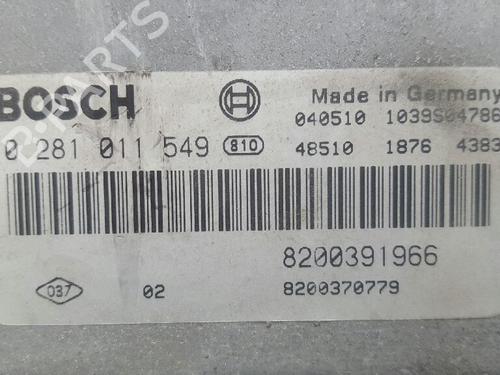 BOSCH
Made in Germany
040510 1039S04786
0 281 011 549 810
48510 1876 4383
8200391966
037 02 8200370779
B-PARTS